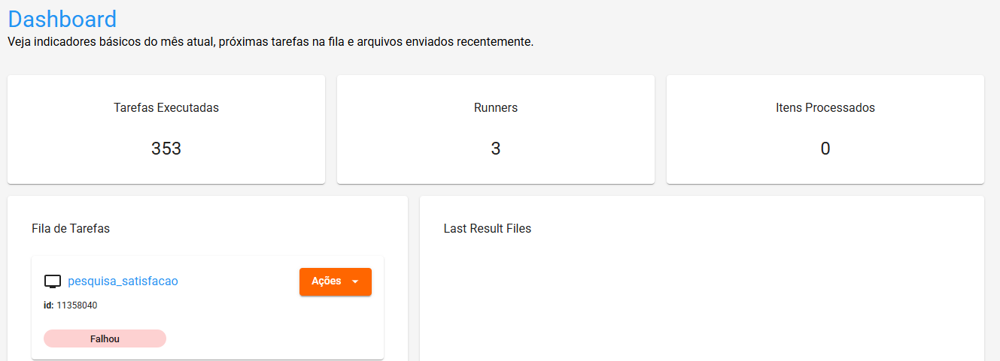 Dashboard
Veja indicadores básicos do mês atual, próximas tarefas na fila e arquivos enviados recentemente.
Tarefas Executadas
353
Runners
3
Itens Processados
0
Fila de Tarefas
pesquisa_satisfacao
Ações
id: 11358040
Falhou
Last Result Files